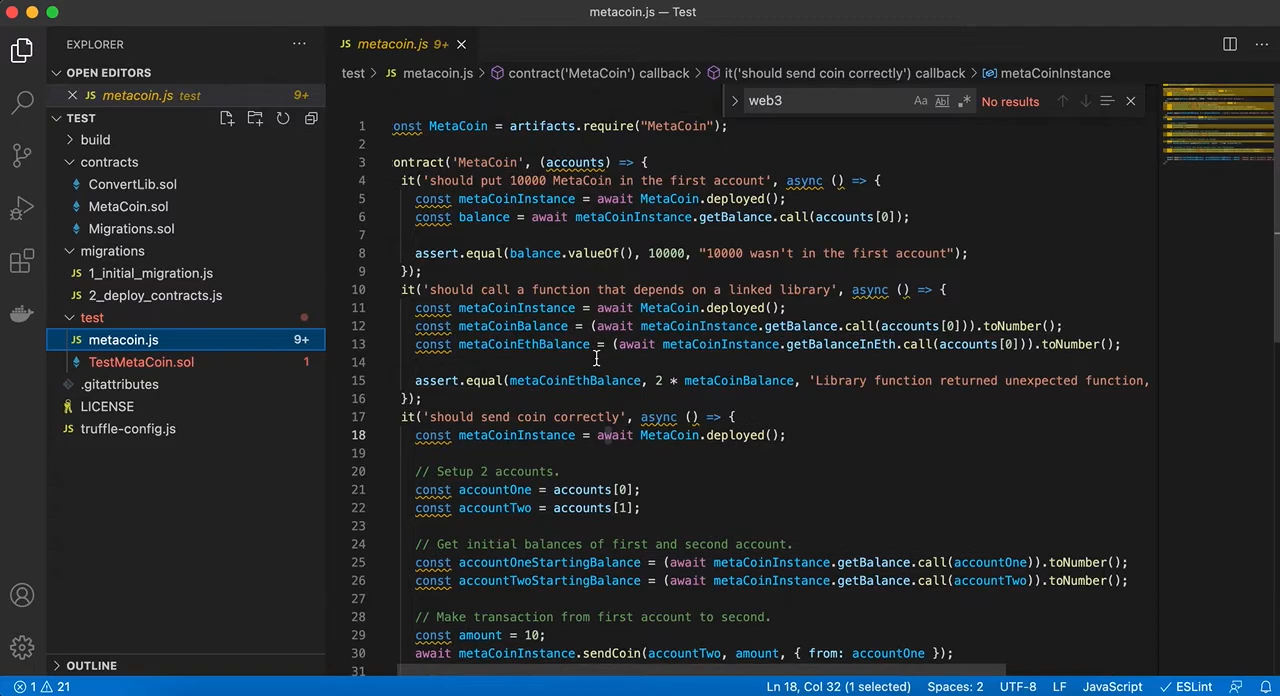 metacoin.js — Test
EXPLORER
OPEN EDITORS
metacoin.js test 9+
TEST
build
contracts
ConvertLib.sol
MetaCoin.sol
Migrations.sol
migrations
JS 1_initial_migration.js
JS 2_deploy_contracts.js
test
JS metacoin.js 9+
TestMetaCoin.sol 1
.gitattributes
LICENSE
JS truffle-config.js
OUTLINE
JS metacoin.js 9+
test > JS metacoin.js > contract('MetaCoin') callback > it('should send coin correctly') callback > metaCoinInstance
web3 Aa Abl .* No results
1 onst MetaCoin = artifacts.require("MetaCoin");
2
3 ontract('MetaCoin', (accounts) => {
4 it('should put 10000 MetaCoin in the first account', async () => {
5 const metaCoinInstance = await MetaCoin.deployed();
6 const balance = await metaCoinInstance.getBalance.call(accounts[0]);
7
8 assert.equal(balance.valueOf(), 10000, "10000 wasn't in the first account");
9 });
10 it('should call a function that depends on a linked library', async () => {
11 const metaCoinInstance = await MetaCoin.deployed();
12 const metaCoinBalance = (await metaCoinInstance.getBalance.call(accounts[0])).toNumber();
13 const metaCoinEthBalance = (await metaCoinInstance.getBalanceInEth.call(accounts[0])).toNumber();
14
15 assert.equal(metaCoinEthBalance, 2 * metaCoinBalance, 'Library function returned unexpected function,
16 });
17 it('should send coin correctly', async () => {
18 const metaCoinInstance = await MetaCoin.deployed();
19
20 // Setup 2 accounts.
21 const accountOne = accounts[0];
22 const accountTwo = accounts[1];
23
24 // Get initial balances of first and second account.
25 const accountOneStartingBalance = (await metaCoinInstance.getBalance.call(accountOne)).toNumber();
26 const accountTwoStartingBalance = (await metaCoinInstance.getBalance.call(accountTwo)).toNumber();
27
28 // Make transaction from first account to second.
29 const amount = 10;
30 await metaCoinInstance.sendCoin(accountTwo, amount, { from: accountOne });
31
1 21 Ln 18, Col 32 (1 selected) Spaces: 2 UTF-8 LF JavaScript ESLint